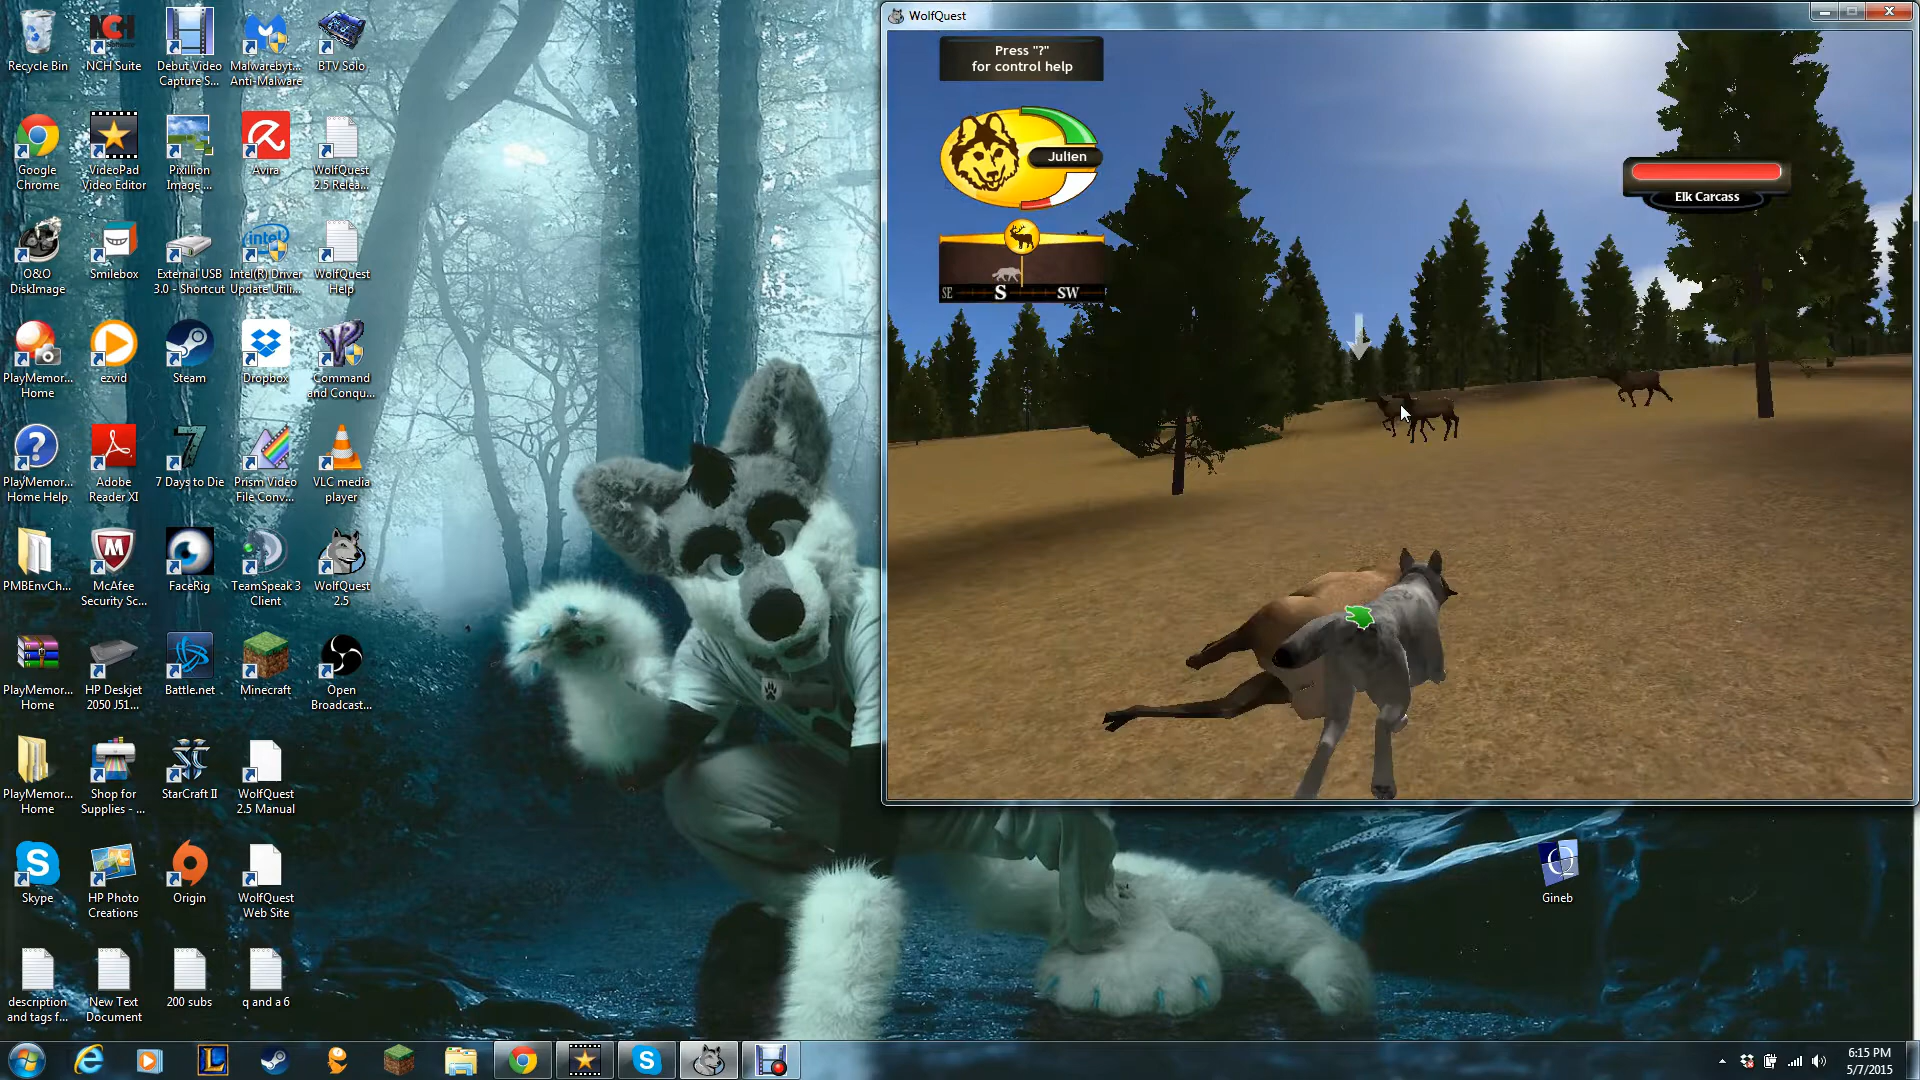 Recycle Bin
NCH Suite
Debut Video
Capture S...
Malwarebyt...
Anti-Malware
BTV Solo
Google
Chrome
VideoPad
Video Editor
Pixillion
Image ...
Avira
WolfQuest
2.5 Relea...
O&O
DiskImage
Smilebox
External USB
3.0 - Shortcut
Intel(R) Driver
Update Utili...
WolfQuest
Help
PlayMemor...
Home
ezvid
Steam
Dropbox
Command
and Conqu...
PlayMemor...
Home Help
Adobe
Reader XI
7 Days to Die
Prism Video
File Conv...
VLC media
player
PMBEnvCh...
McAfee
Security Sc...
FaceRig
TeamSpeak 3
Client
WolfQuest
2.5
PlayMemor...
Home
HP Deskjet
2050 J51...
Battle.net
Minecraft
Open
Broadcast...
PlayMemor...
Home
Shop for
Supplies - ...
StarCraft II
WolfQuest
2.5 Manual
Skype
HP Photo
Creations
Origin
WolfQuest
Web Site
description
and tags f...
New Text
Document
200 subs
q and a 6
WolfQuest
Press "?"
for control help
Julien
SE
S
SW
Elk Carcass
Gineb
6:15 PM
5/7/2015